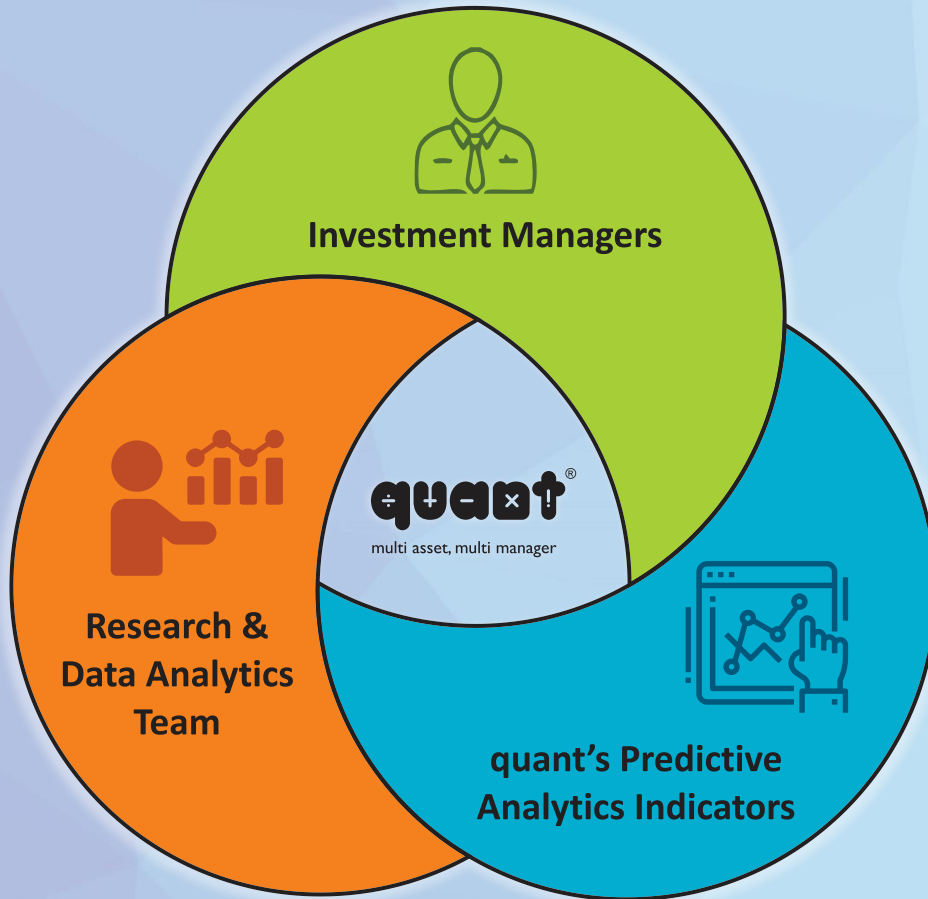 Investment Managers
quant®
multi asset, multi manager
Research &
Data Analytics
Team
quant's Predictive
Analytics Indicators